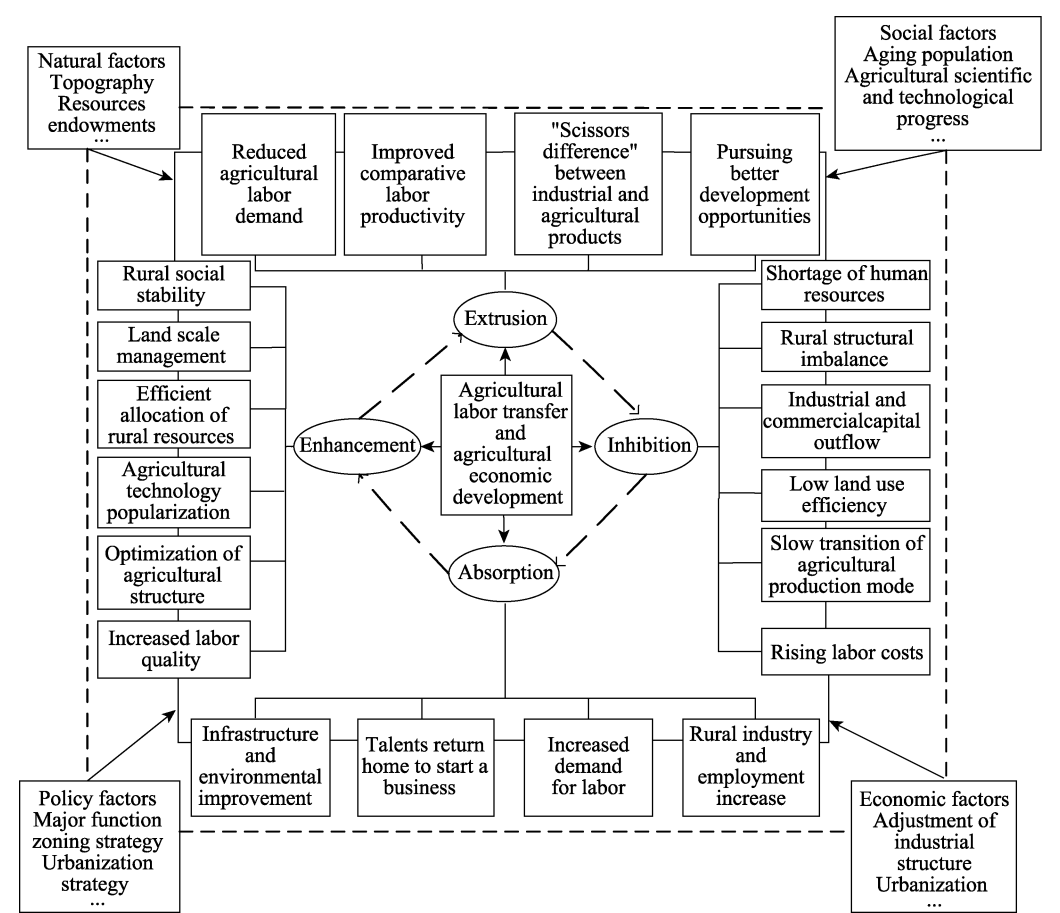 Natural factors
Topography
Resources
endowments
...
Social factors
Aging population
Agricultural scientific
and technological
progress
...
Reduced
agricultural
labor
demand
Improved
comparative
labor
productivity
"Scissors
difference"
between
industrial and
agricultural
products
Pursuing
better
development
opportunities
Rural social
stability
Land scale
management
Efficient
allocation of
rural resources
Agricultural
technology
popularization
Optimization of
agricultural
structure
Increased labor
quality
Extrusion
Enhancement
Agricultural
labor transfer
and
agricultural
economic
development
Inhibition
Absorption
Shortage of human
resources
Rural structural
imbalance
Industrial and
commercialcapital
outflow
Low land use
efficiency
Slow transition of
agricultural
production mode
Rising labor costs
Infrastructure
and
environmental
improvement
Talents return
home to start a
business
Increased
demand
for labor
Rural industry
and
employment
increase
Policy factors
Major function
zoning strategy
Urbanization
strategy
...
Economic factors
Adjustment of
industrial
structure
Urbanization
...